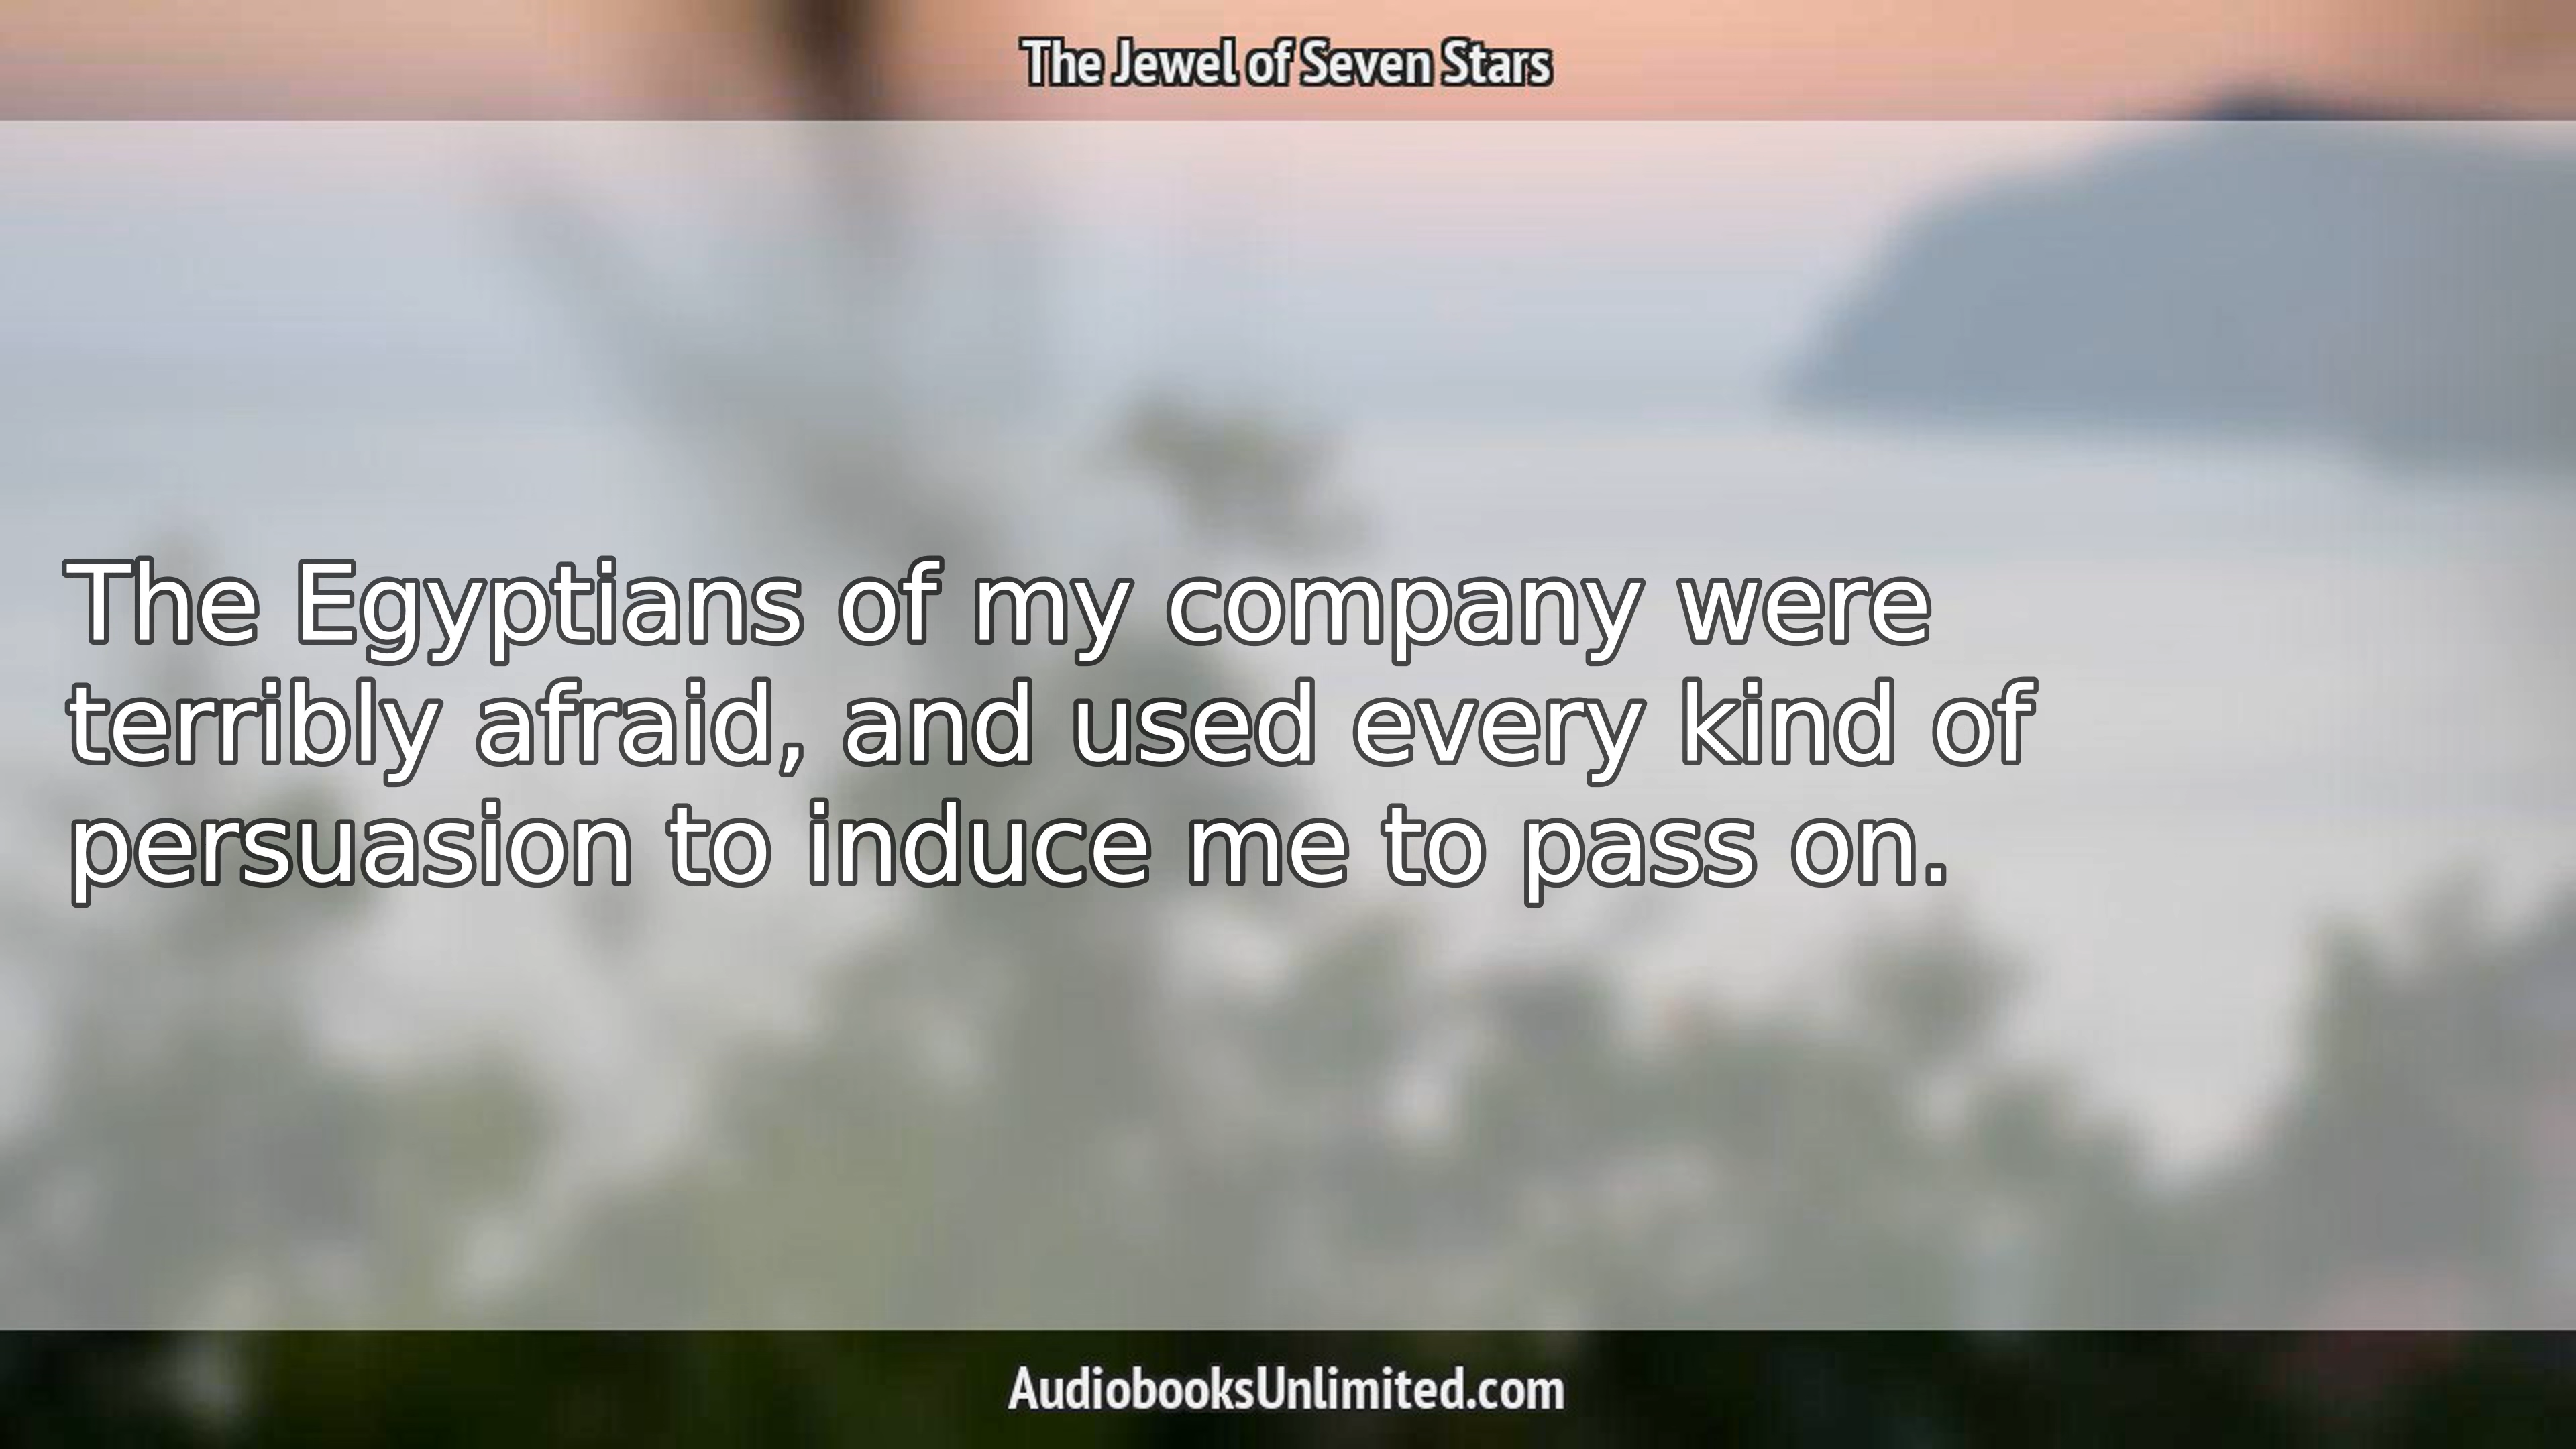 The Jewel of Seven Stars
The Egyptians of my company were
terribly afraid, and used every kind of
persuasion to induce me to pass on.
AudiobooksUnlimited.com